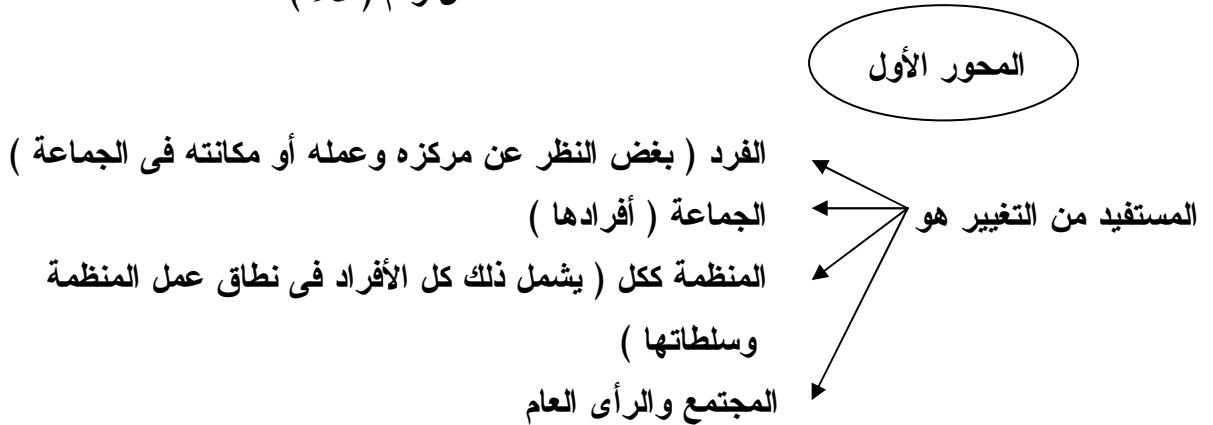 المحور الأول
الفرد ( بغض النظر عن مركزه وعمله أو مكانته فى الجماعة )
المستفيد من التغيير هو
الجماعة ( أفرادها )
المنظمة ككل ( يشمل ذلك كل الأفراد فى نطاق عمل المنظمة
وسلطاتها )
المجتمع والرأى العام